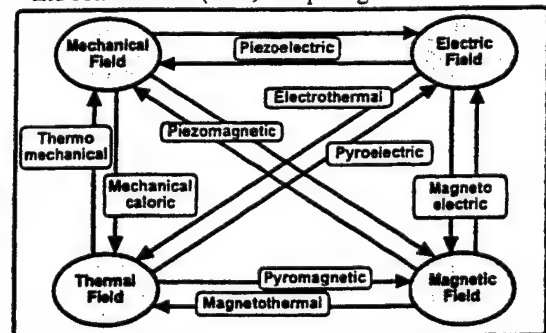 Mechanical
Field
Piezoelectric
Electric
Field
Electrothermal
Thermo
mechanical
Piezomagnetic
Pyroelectric
Mechanical
caloric
Magneto
electric
Thermal
Field
Pyromagnetic
Magnetothermal
Magnetic
Field